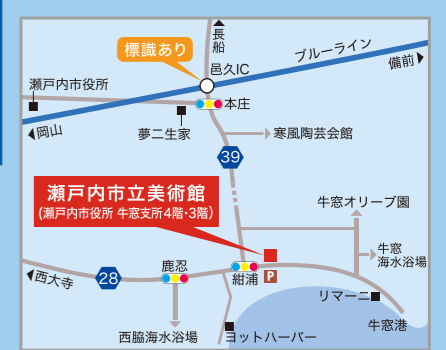 長船
標識あり
ブルーライン
備前
邑久IC
瀬戸内市役所
本庄
岡山
夢二生家
寒風陶芸会館
39
瀬戸内市立美術館
(瀬戸内市役所 牛窓支所4階・3階)
牛窓オリーブ園
牛窓
海水浴場
鹿忍
紺浦
P
西大寺
28
リマーニ
西脇海水浴場
ヨットハーバー
牛窓港